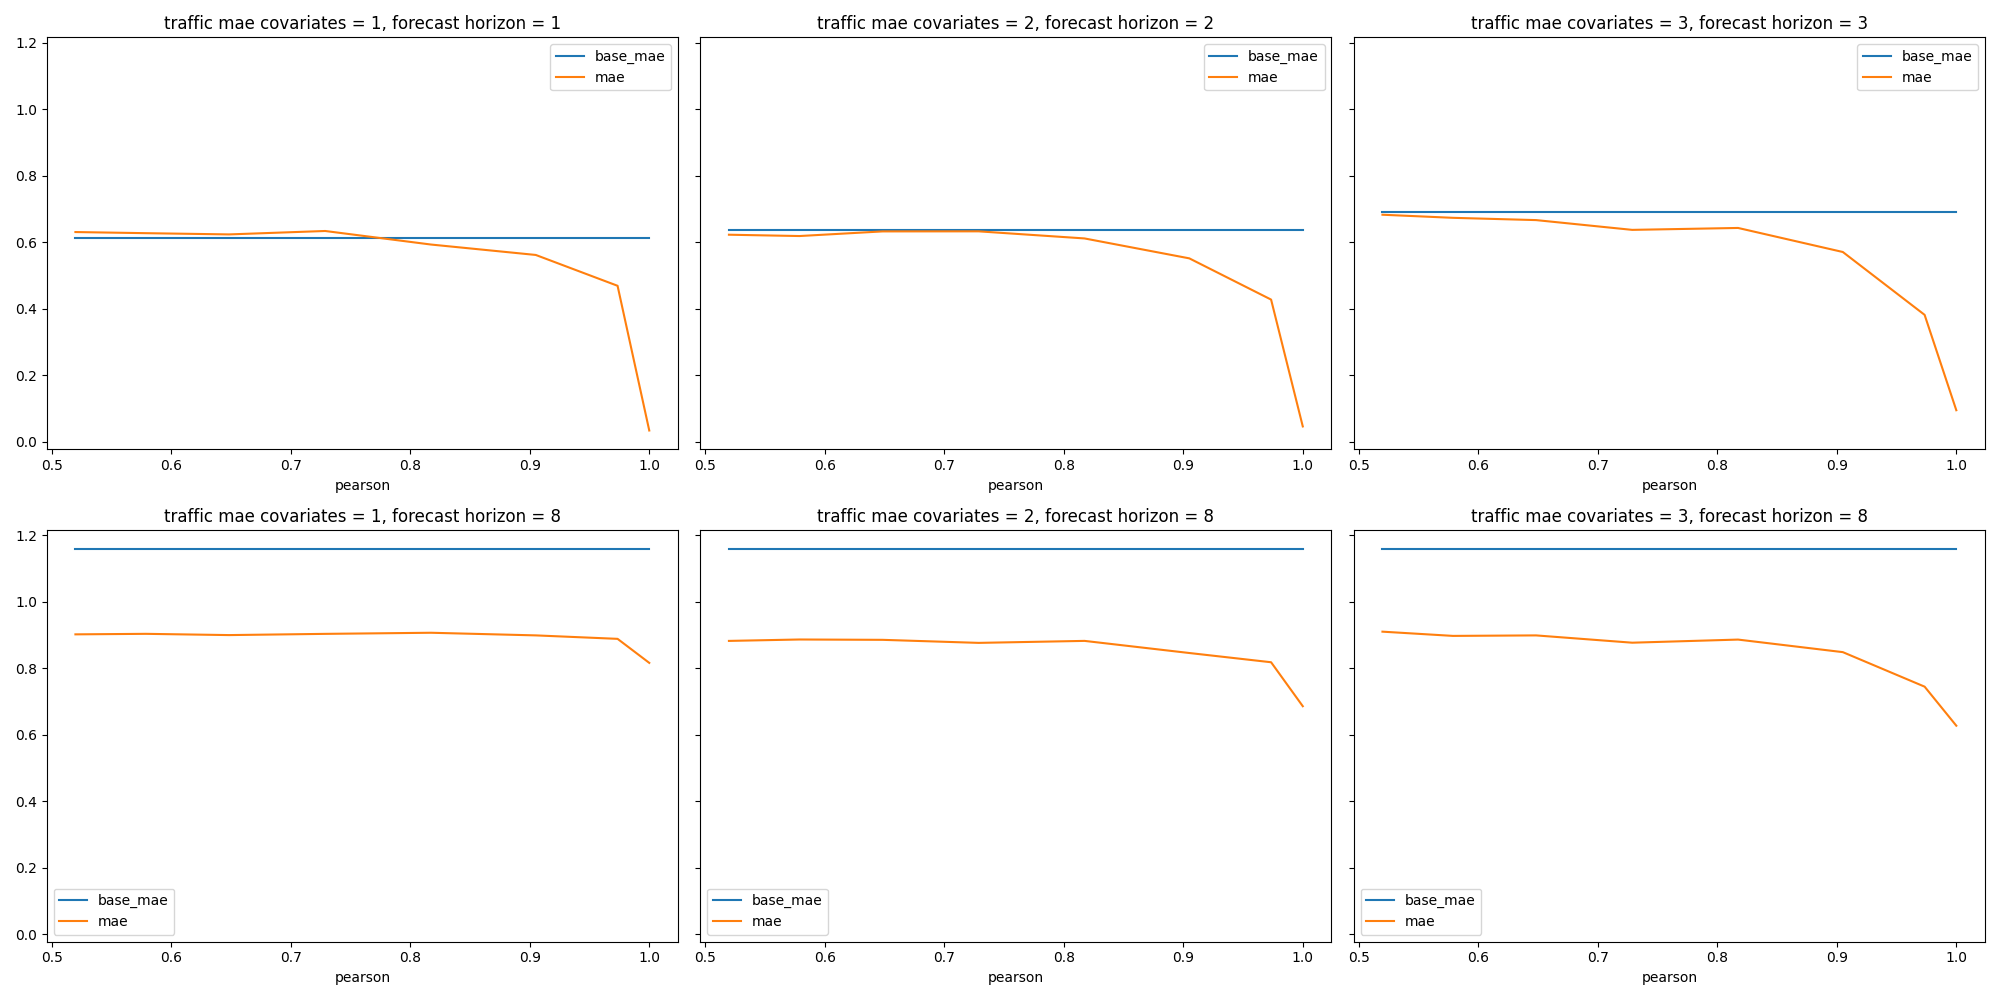 traffic mae covariates = 1, forecast horizon = 1
traffic mae covariates = 2, forecast horizon = 2
traffic mae covariates = 3, forecast horizon = 3
1.2
1.0
0.8
0.6
0.4
0.2
0.0
base_mae
mae
base_mae
mae
base_mae
mae
0.5 0.6 0.7 0.8 0.9 1.0
0.5 0.6 0.7 0.8 0.9 1.0
0.5 0.6 0.7 0.8 0.9 1.0
pearson
pearson
pearson
traffic mae covariates = 1, forecast horizon = 8
traffic mae covariates = 2, forecast horizon = 8
traffic mae covariates = 3, forecast horizon = 8
1.2
1.0
0.8
0.6
0.4
0.2
0.0
base_mae
mae
base_mae
mae
base_mae
mae
0.5 0.6 0.7 0.8 0.9 1.0
0.5 0.6 0.7 0.8 0.9 1.0
0.5 0.6 0.7 0.8 0.9 1.0
pearson
pearson
pearson